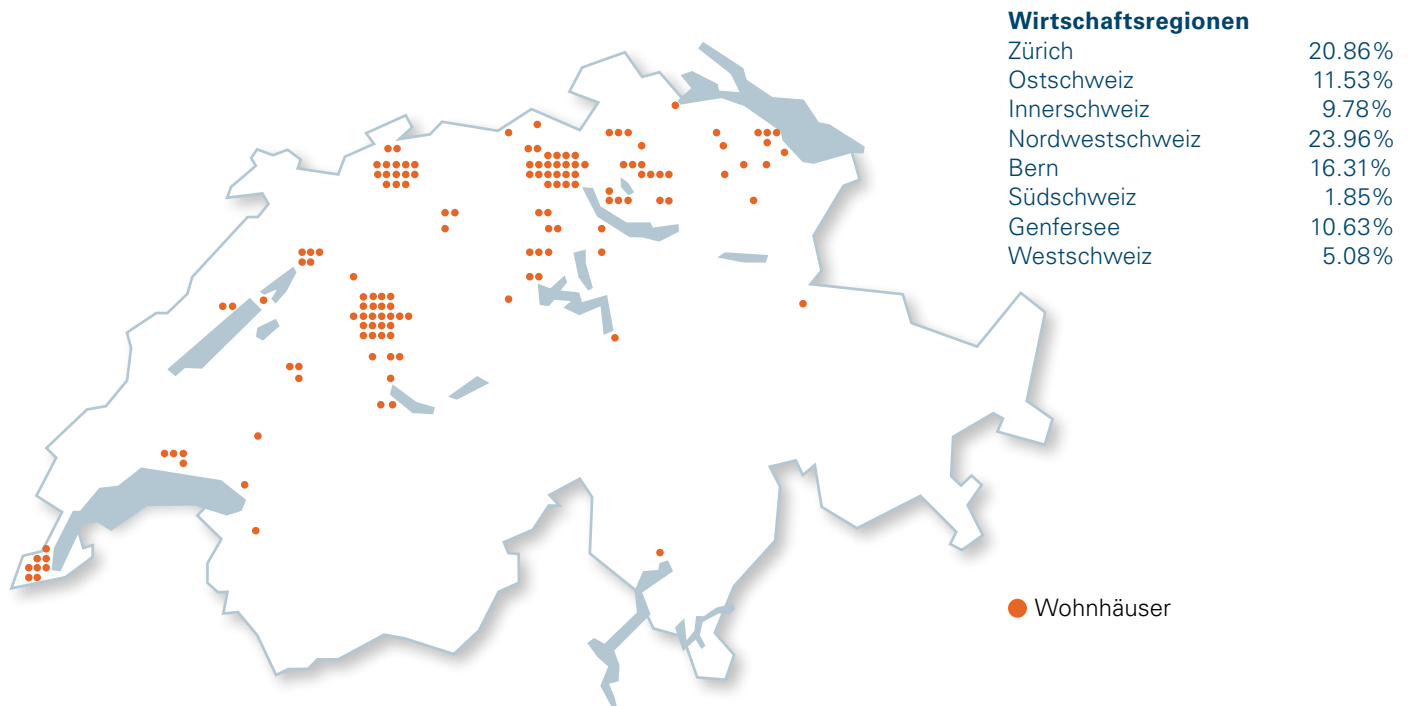 Wirtschaftsregionen
Zürich 20.86%
Ostschweiz 11.53%
Innerschweiz 9.78%
Nordwestschweiz 23.96%
Bern 16.31%
Südschweiz 1.85%
Genfersee 10.63%
Westschweiz 5.08%
Wohnhäuser